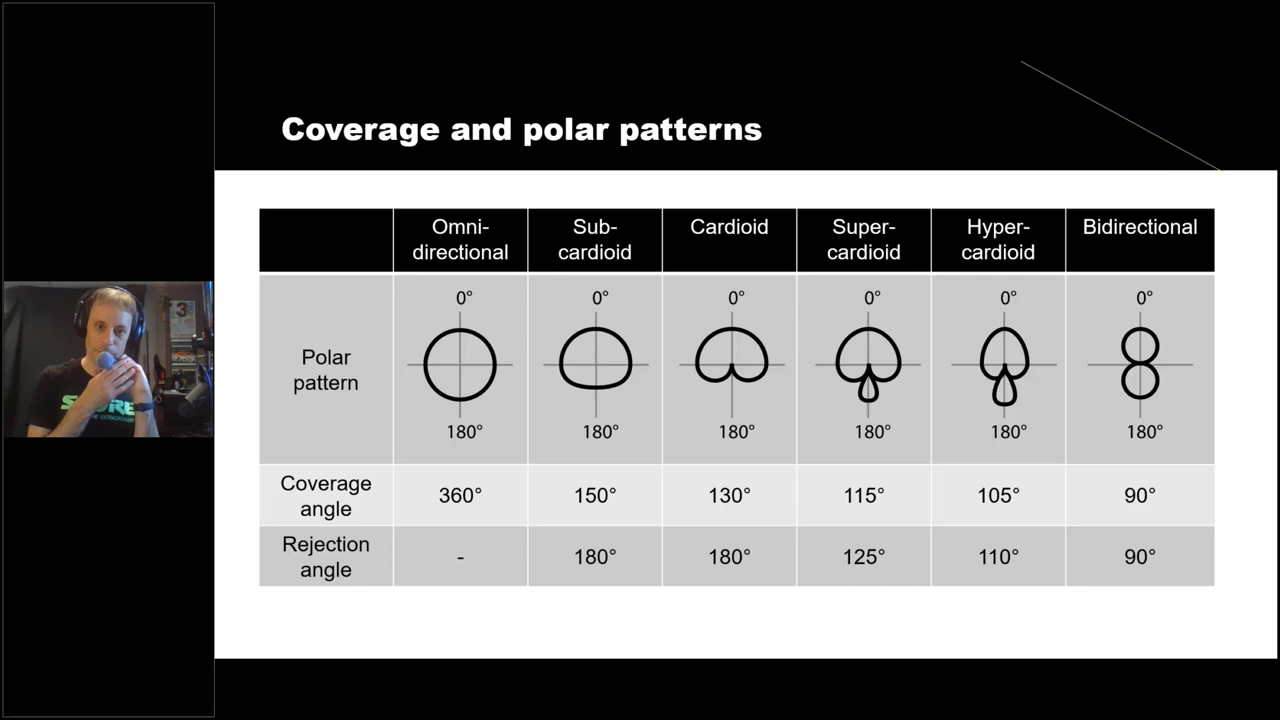 Coverage and polar patterns
Omni-
directional
Sub-
cardioid
Cardioid
Super-
cardioid
Hyper-
cardioid
Bidirectional
Polar
pattern
0°
180°
0°
180°
0°
180°
0°
180°
0°
180°
0°
180°
Coverage
angle
360°
150°
130°
115°
105°
90°
Rejection
angle
-
180°
180°
125°
110°
90°
3